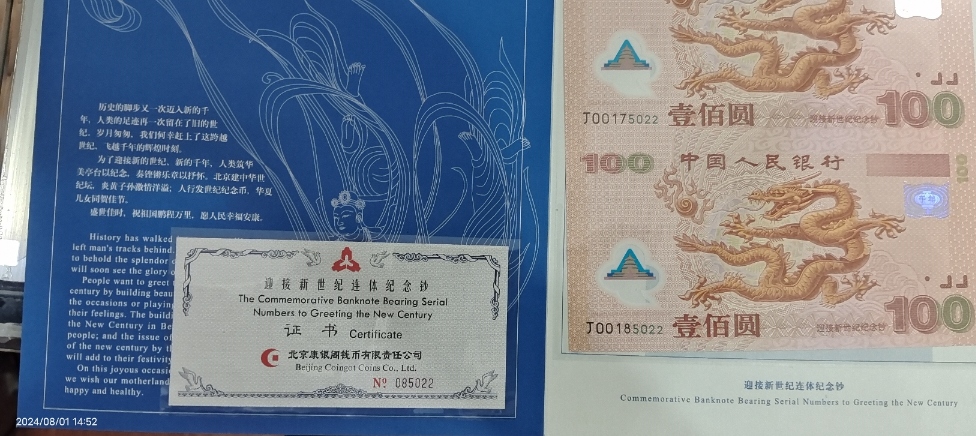 历史的脚步又一次迈入新的千
年，人类的足迹再一次留在了旧的世
纪。岁月匆匆，我们何幸赶上了这跨越
世纪、飞越千年的辉煌时刻。
为了迎接新的世纪、新的千年，人类筑华
美亭台以纪念，奏铿锵乐章以抒怀。北京建中华世
纪坛，炎黄子孙激情洋溢；人行发世纪纪念币，华夏
儿女同贺佳节。
盛世佳时，祝祖国鹏程万里，愿人民幸福安康。
History has walked
left man's tracks behind.
to behold the splendor o
will soon see the glory o
People want to greet
century by building beau
the occasions or playing
their feelings. The buildi
the New Century in Be
people; and the issue of
of the new century by t
will add to their festivity
On this joyous occasi
we wish our motherland
happy and healthy.
迎接新世纪连体纪念钞
The Commemorative Banknote Bearing Serial
Numbers to Greeting the New Century
证 书 Certificate
北京康银阁钱币有限责任公司
Beijing Coingot Coins Co., Ltd.
Nº 085022
J00175022 壹佰圆 迎接新世纪纪念钞 100
100 中国人民银行
100
J00185022 壹佰圆 迎接新世纪纪念钞 100
迎接新世纪连体纪念钞
Commemorative Banknote Bearing Serial Numbers to Greeting the New Century
2024/08/01 14:52